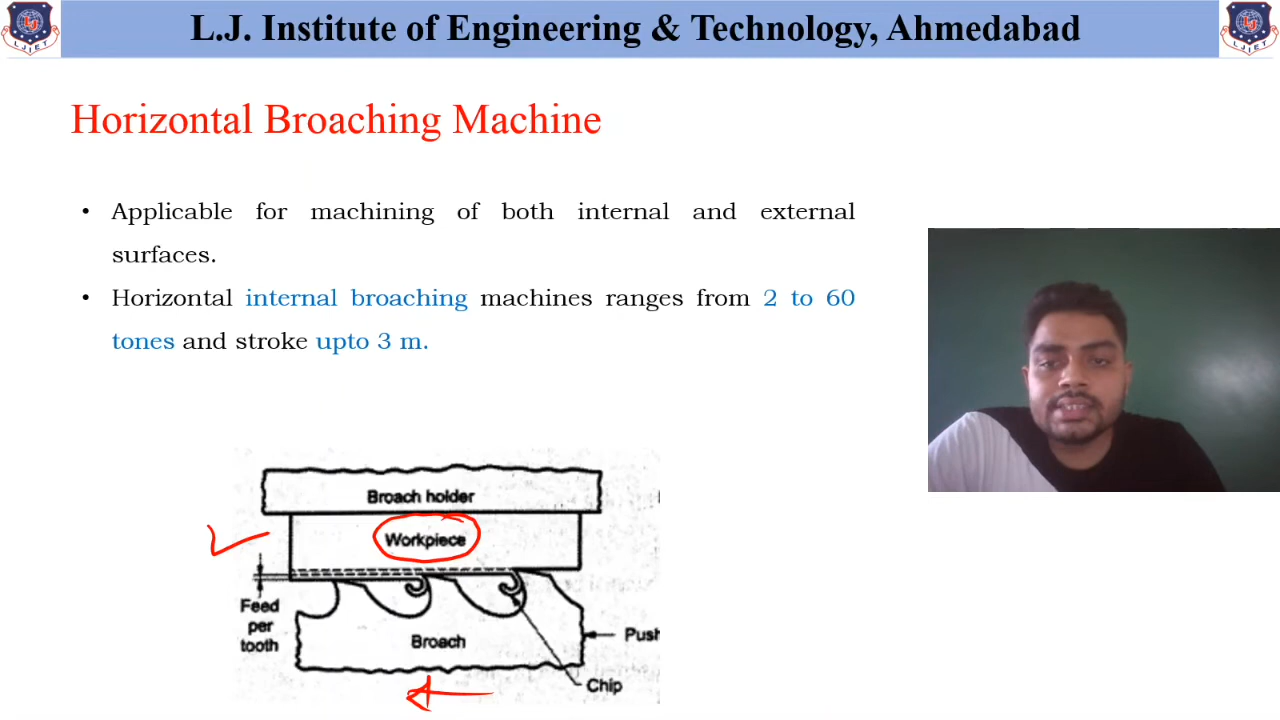 L.J. Institute of Engineering & Technology, Ahmedabad
LJIET
LJIET
Horizontal Broaching Machine
• Applicable for machining of both internal and external
surfaces.
• Horizontal internal broaching machines ranges from 2 to 60
tones and stroke upto 3 m.
Broach holder
Workpiece
Feed
per
tooth
Broach
Push
Chip